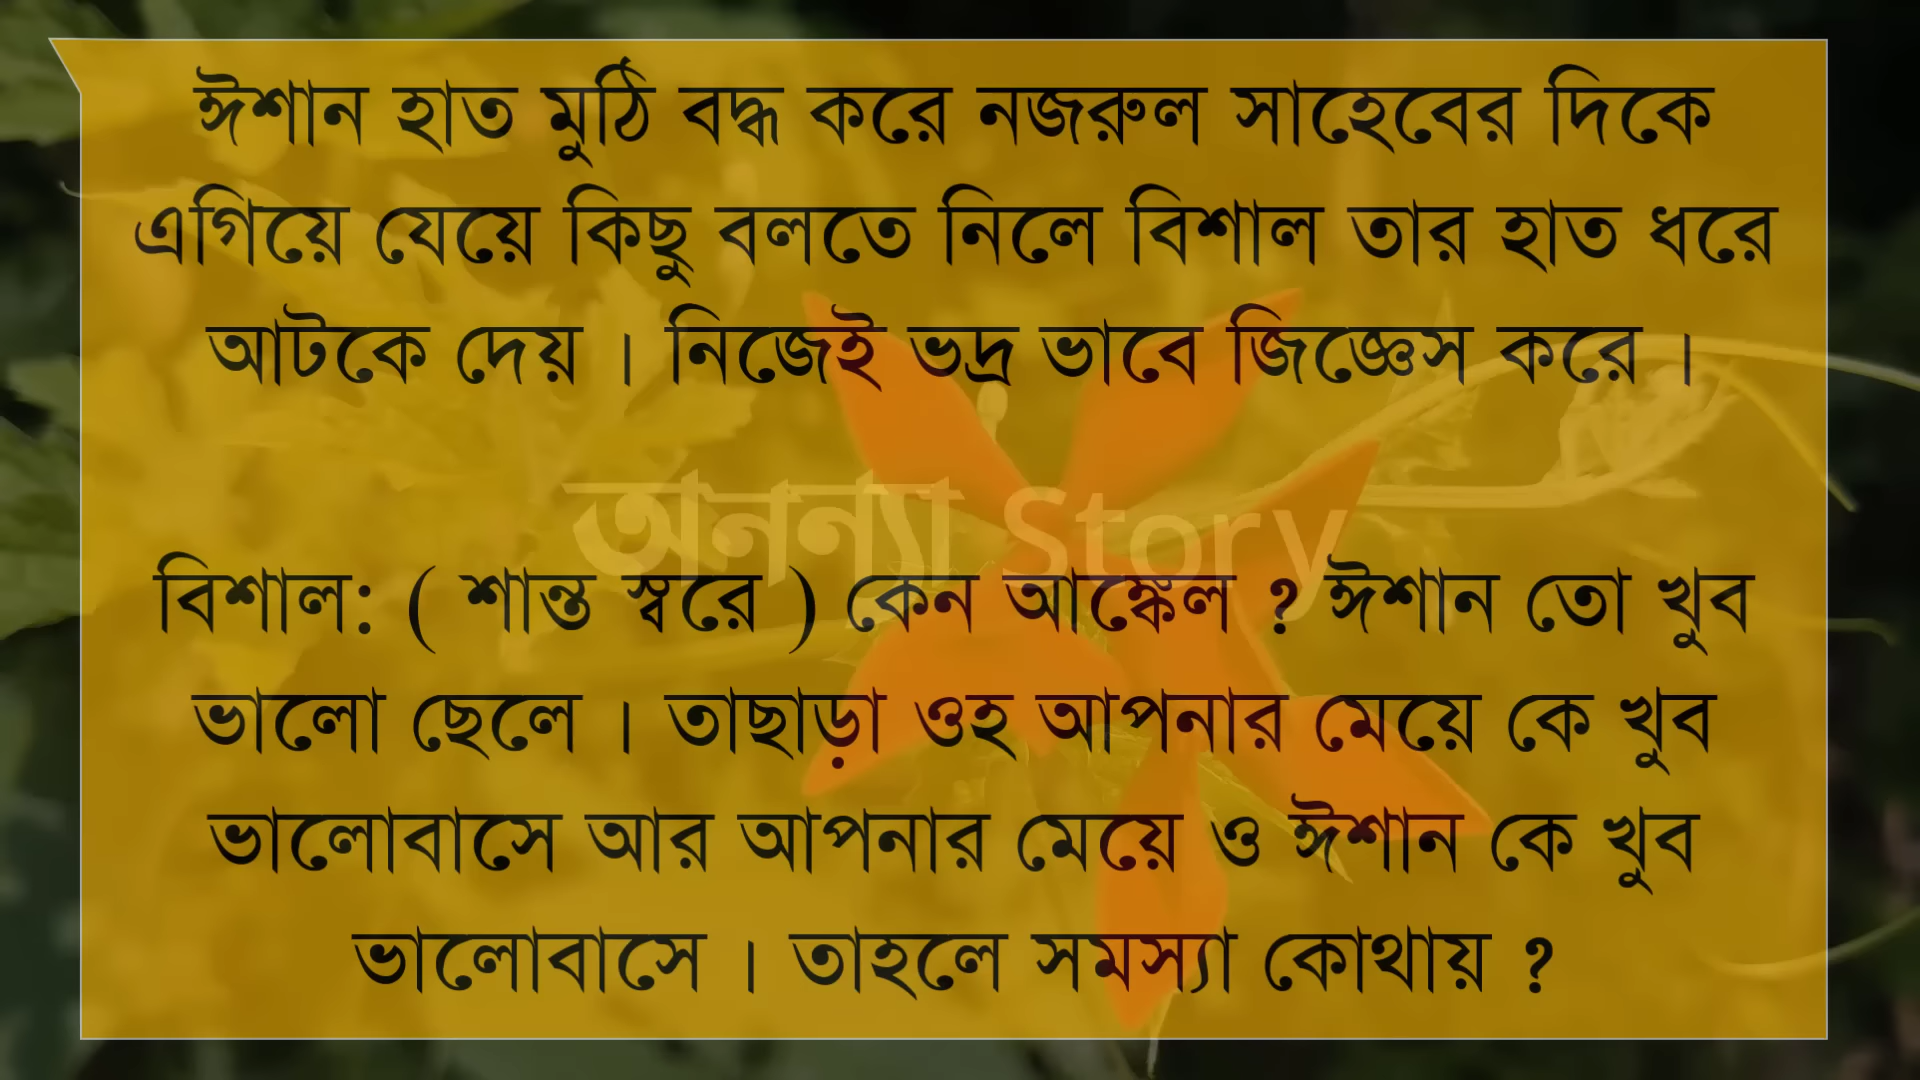 ঈশান হাত মুঠি বদ্ধ করে নজরুল সাহেবের দিকে
এগিয়ে যেয়ে কিছু বলতে নিলে বিশাল তার হাত ধরে
আটকে দেয় । নিজেই ভদ্র ভাবে জিজ্ঞেস করে ।
অনন্যা Story
বিশাল: ( শান্ত স্বরে ) কেন আঙ্কেল ? ঈশান তো খুব
ভালো ছেলে । তাছাড়া ওহ আপনার মেয়ে কে খুব
ভালোবাসে আর আপনার মেয়ে ও ঈশান কে খুব
ভালোবাসে । তাহলে সমস্যা কোথায় ?